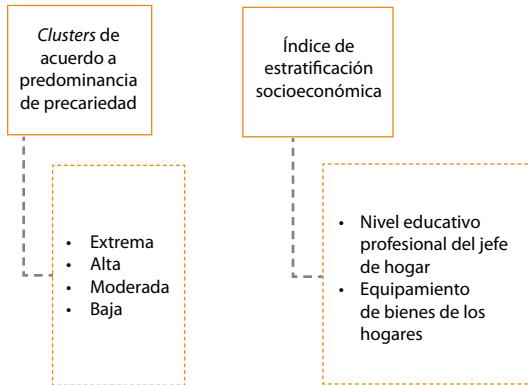 Clusters de
acuerdo a
predominancia
de precariedad
• Extrema
• Alta
• Moderada
• Baja
Índice de
estratificación
socioeconómica
• Nivel educativo
profesional del jefe
de hogar
• Equipamiento
de bienes de los
hogares